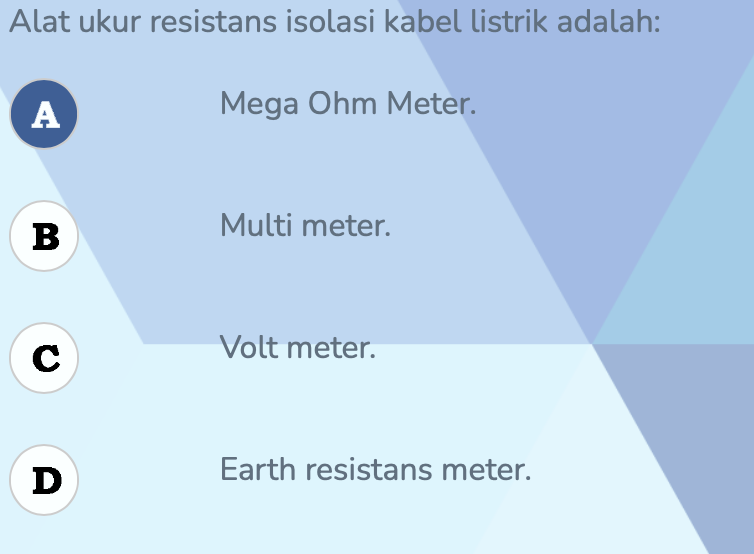 Alat ukur resistans isolasi kabel listrik adalah:
A Mega Ohm Meter.
B Multi meter.
C Volt meter.
D Earth resistans meter.